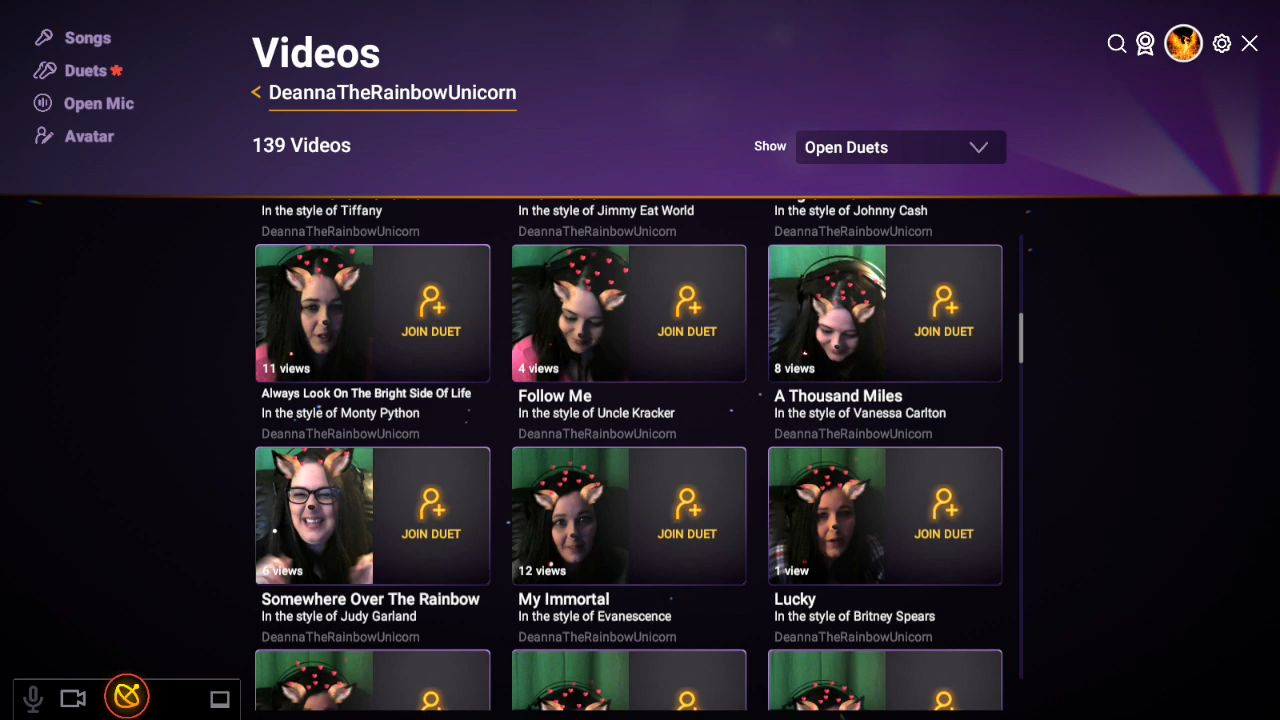 Songs
Duets
Open Mic
Avatar
Videos
< DeannaTheRainbowUnicorn
139 Videos
Show
Open Duets
In the style of Tiffany
DeannaTheRainbowUnicorn
In the style of Jimmy Eat World
DeannaTheRainbowUnicorn
In the style of Johnny Cash
DeannaTheRainbowUnicorn
JOIN DUET
11 views
Always Look On The Bright Side Of Life
In the style of Monty Python
DeannaTheRainbowUnicorn
JOIN DUET
4 views
Follow Me
In the style of Uncle Kracker
DeannaTheRainbowUnicorn
JOIN DUET
8 views
A Thousand Miles
In the style of Vanessa Carlton
DeannaTheRainbowUnicorn
JOIN DUET
6 views
Somewhere Over The Rainbow
In the style of Judy Garland
DeannaTheRainbowUnicorn
JOIN DUET
12 views
My Immortal
In the style of Evanescence
DeannaTheRainbowUnicorn
JOIN DUET
1 view
Lucky
In the style of Britney Spears
DeannaTheRainbowUnicorn